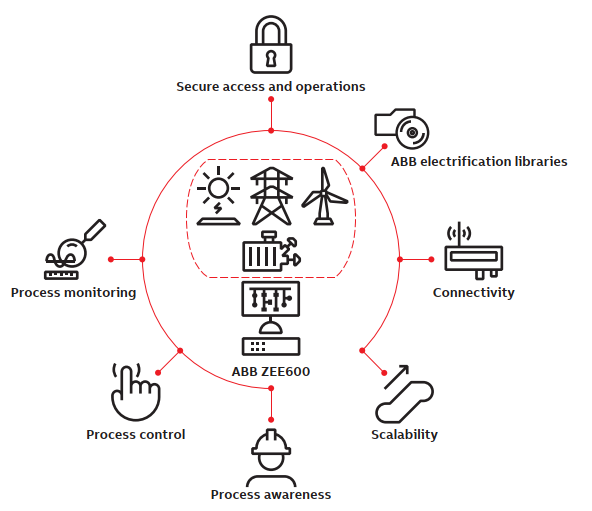 Secure access and operations
ABB electrification libraries
Process monitoring
Connectivity
ABB ZEE600
Process control
Scalability
Process awareness